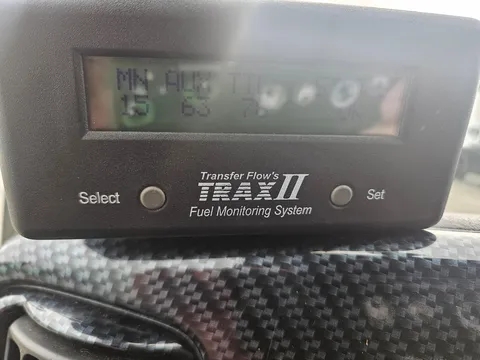 MN AUX
15 63
Transfer Flow's
TRAX II
Select
Set
Fuel Monitoring System